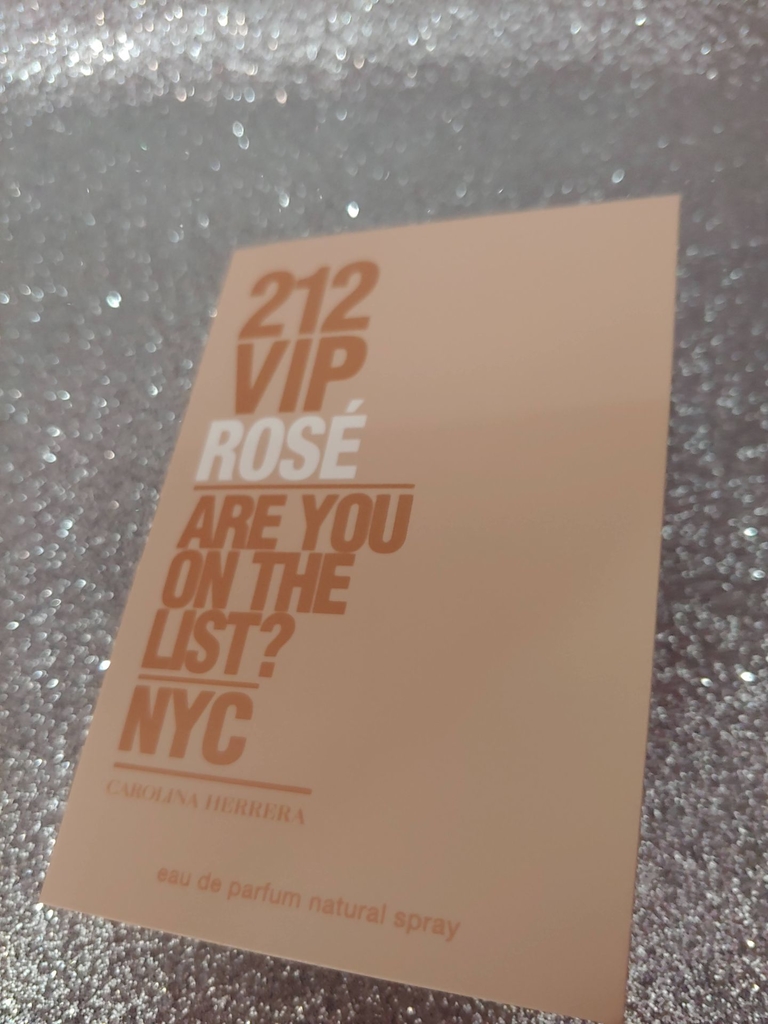 212
VIP
ROSÉ
ARE YOU
ON THE
LIST?
NYC
CAROLINA HERRERA
eau de parfum natural spray